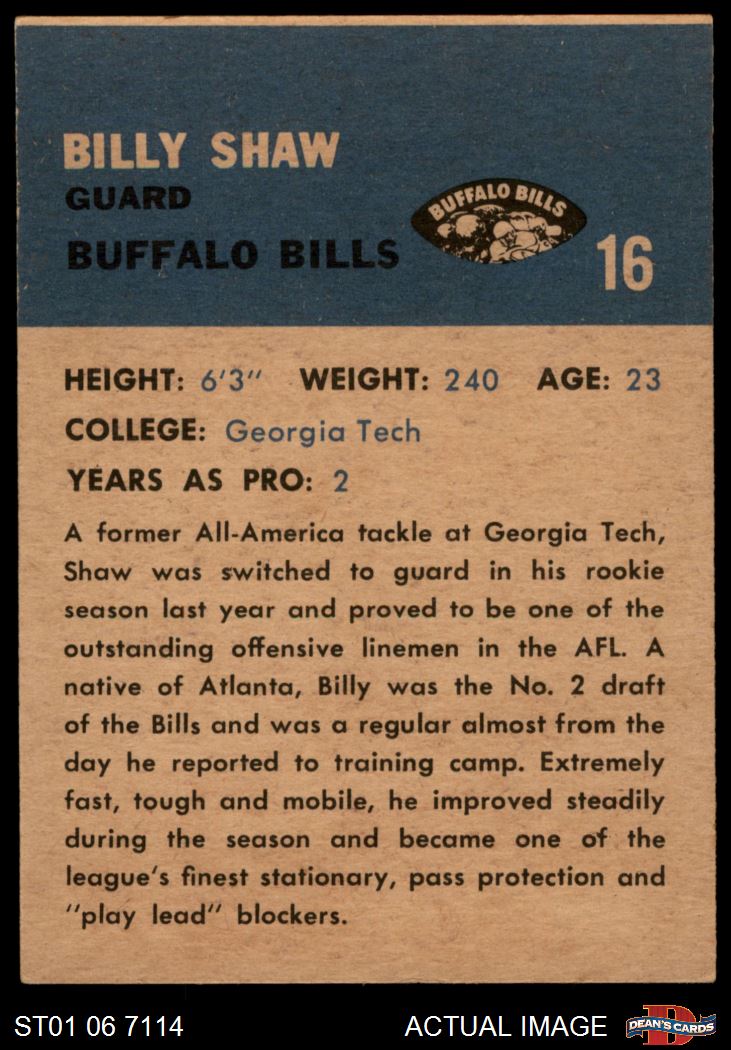 BILLY SHAW
GUARD
BUFFALO BILLS
BUFFALO BILLS
16
HEIGHT: 6'3" WEIGHT: 240 AGE: 23
COLLEGE: Georgia Tech
YEARS AS PRO: 2
A former All-America tackle at Georgia Tech,
Shaw was switched to guard in his rookie
season last year and proved to be one of the
outstanding offensive linemen in the AFL. A
native of Atlanta, Billy was the No. 2 draft
of the Bills and was a regular almost from the
day he reported to training camp. Extremely
fast, tough and mobile, he improved steadily
during the season and became one of the
league's finest stationary, pass protection and
"play lead" blockers.
ST01 06 7114 ACTUAL IMAGE D DEAN'S CARDS